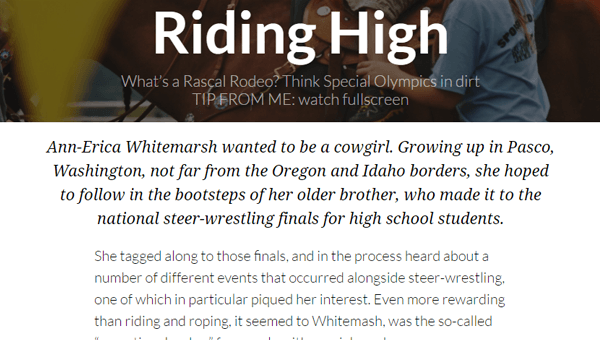 Riding High
What's a Rascal Rodeo? Think Special Olympics in dirt
TIP FROM ME: watch fullscreen
Ann-Erica Whitemarsh wanted to be a cowgirl. Growing up in Pasco,
Washington, not far from the Oregon and Idaho borders, she hoped
to follow in the bootsteps of her older brother, who made it to the
national steer-wrestling finals for high school students.
She tagged along to those finals, and in the process heard about a
number of different events that occurred alongside steer-wrestling,
one of which in particular piqued her interest. Even more rewarding
than riding and roping, it seemed to Whitemash, was the so-called